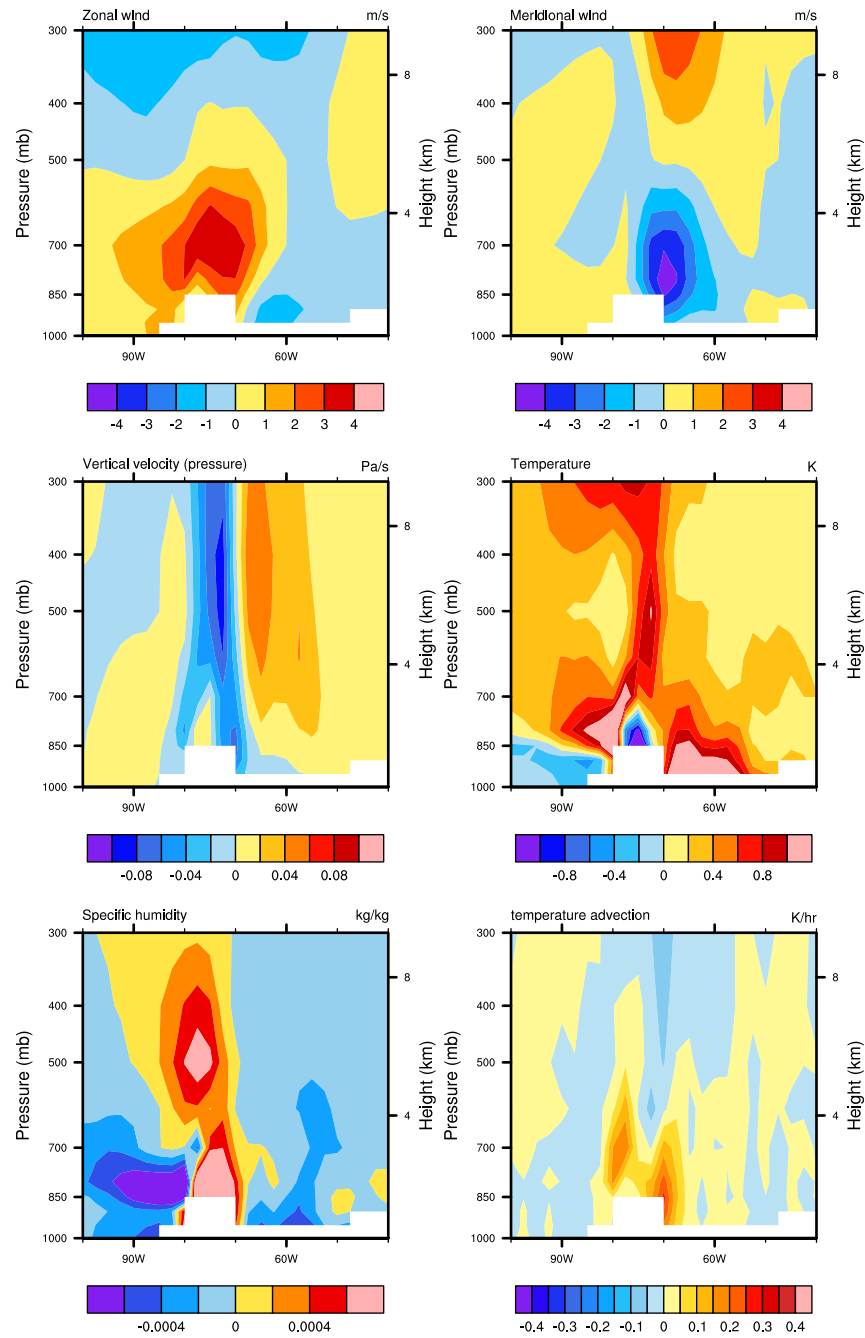 Zonal wind m/s Meridional wind m/s
300 300
8 8
400 400
Pressure (mb) Height (km) Pressure (mb) Height (km)
500 500
4 4
700 700
850 850
1000 1000
90W 60W 90W 60W
-4 -3 -2 -1 0 1 2 3 4 -4 -3 -2 -1 0 1 2 3 4
Vertical velocity (pressure) Pa/s Temperature K
300 300
8 8
400 400
Pressure (mb) Height (km) Pressure (mb) Height (km)
500 500
4 4
700 700
850 850
1000 1000
90W 60W 90W 60W
-0.08 -0.04 0 0.04 0.08 -0.8 -0.4 0 0.4 0.8
Specific humidity kg/kg temperature advection K/hr
300 300
8 8
400 400
Pressure (mb) Height (km) Pressure (mb) Height (km)
500 500
4 4
700 700
850 850
1000 1000
90W 60W 90W 60W
-0.0004 0 0.0004 -0.4 -0.3 -0.2 -0.1 0 0.1 0.2 0.3 0.4